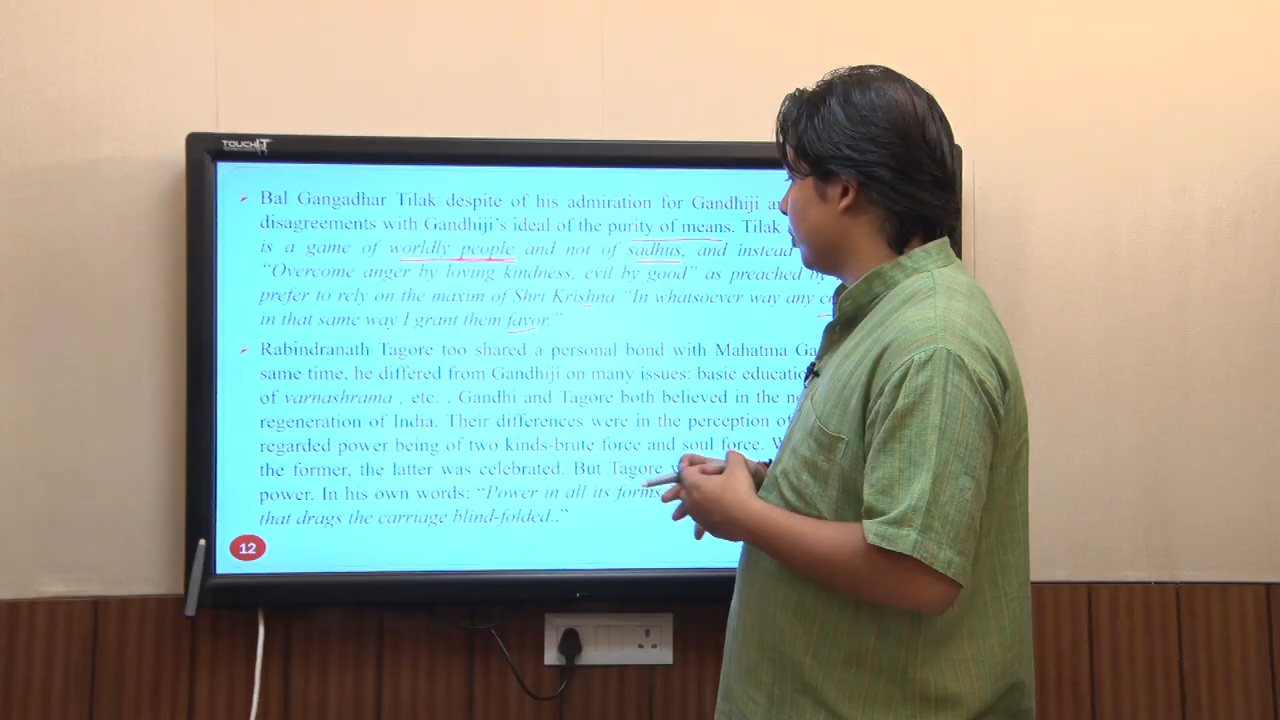 TOUCHIT
Bal Gangadhar Tilak despite of his admiration for Gandhiji
disagreements with Gandhiji's ideal of the purity of means. Tilak
is a game of worldly people and not of sadhus, and instead
"Overcome anger by loving kindness, evil by good" as preached
prefer to rely on the maxim of Shri Krishna "In whatsoever way any
in that same way I grant them favor."
Rabindranath Tagore too shared a personal bond with Mahatma
same time, he differed from Gandhiji on many issues: basic
of varnashrama , etc. . Gandhi and Tagore both believed in the
regeneration of India. Their differences were in the perception of
regarded power being of two kinds-brute force and soul force.
the former, the latter was celebrated. But Tagore
power. In his own words: "Power in all its forms
that drags the carriage blind-folded.."
12